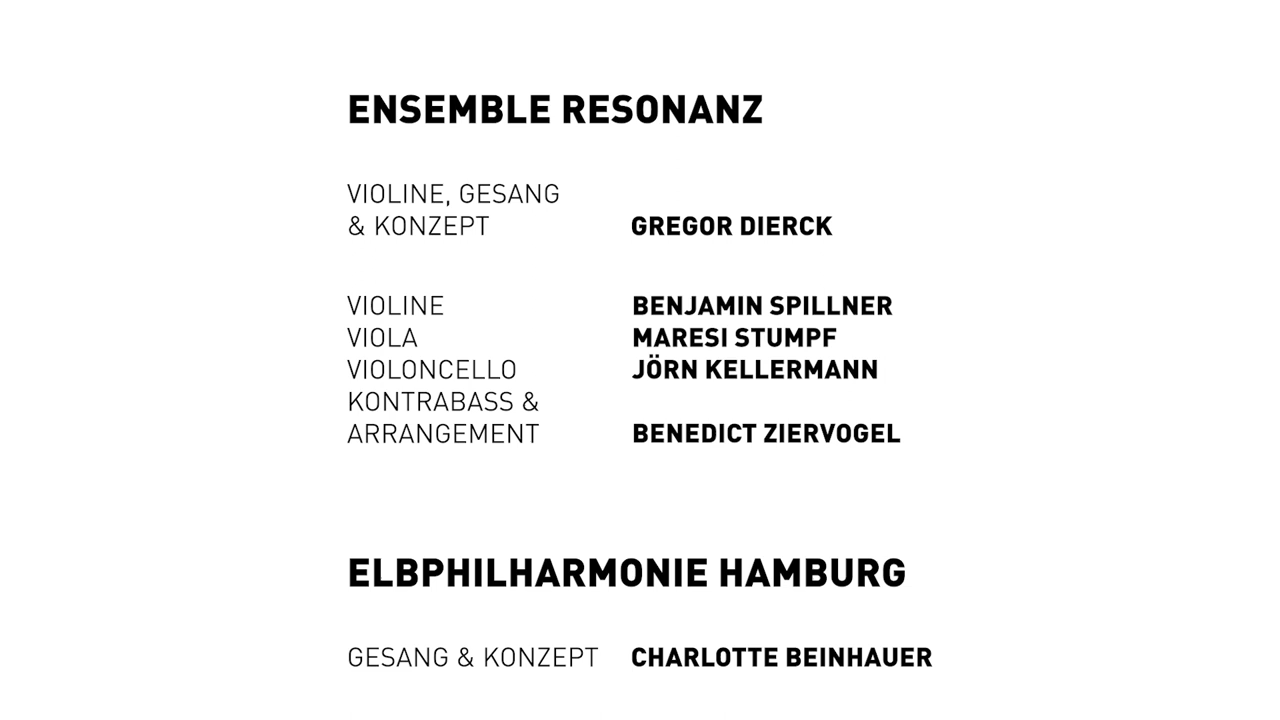 ENSEMBLE RESONANZ
VIOLINE, GESANG
& KONZEPT GREGOR DIERCK
VIOLINE BENJAMIN SPILLNER
VIOLA MARESI STUMPF
VIOLONCELLO JÖRN KELLERMANN
KONTRABASS &
ARRANGEMENT BENEDICT ZIERVOGEL
ELBPHILHARMONIE HAMBURG
GESANG & KONZEPT CHARLOTTE BEINHAUER